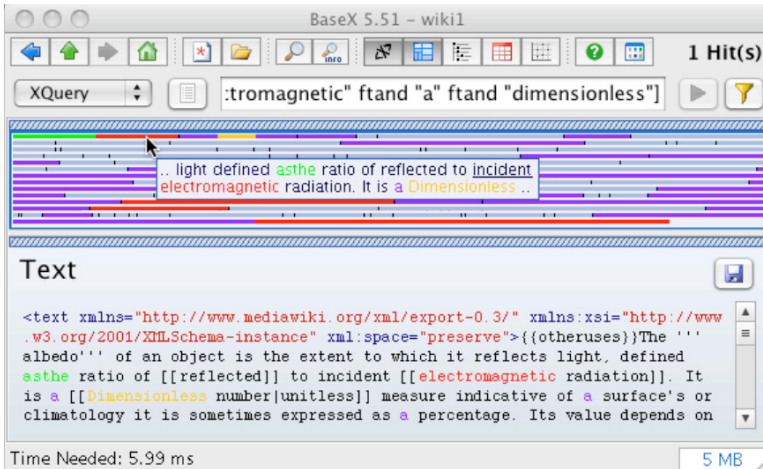 BaseX 5.51 – wiki1
info
1 Hit(s)
XQuery
:tromagnetic" ftand "a" ftand "dimensionless"]
.. light defined asthe ratio of reflected to incident
electromagnetic radiation. It is a Dimensionless ..
Text
<text xmlns="http://www.mediawiki.org/xml/export-0.3/" xmlns:xsi="http://www
.w3.org/2001/XMLSchema-instance" xml:space="preserve">{{otheruses}}The '''
albedo''' of an object is the extent to which it reflects light, defined
asthe ratio of [[reflected]] to incident [[electromagnetic radiation]]. It
is a [[Dimensionless number|unitless]] measure indicative of a surface's or
climatology it is sometimes expressed as a percentage. Its value depends on
Time Needed: 5.99 ms
5 MB